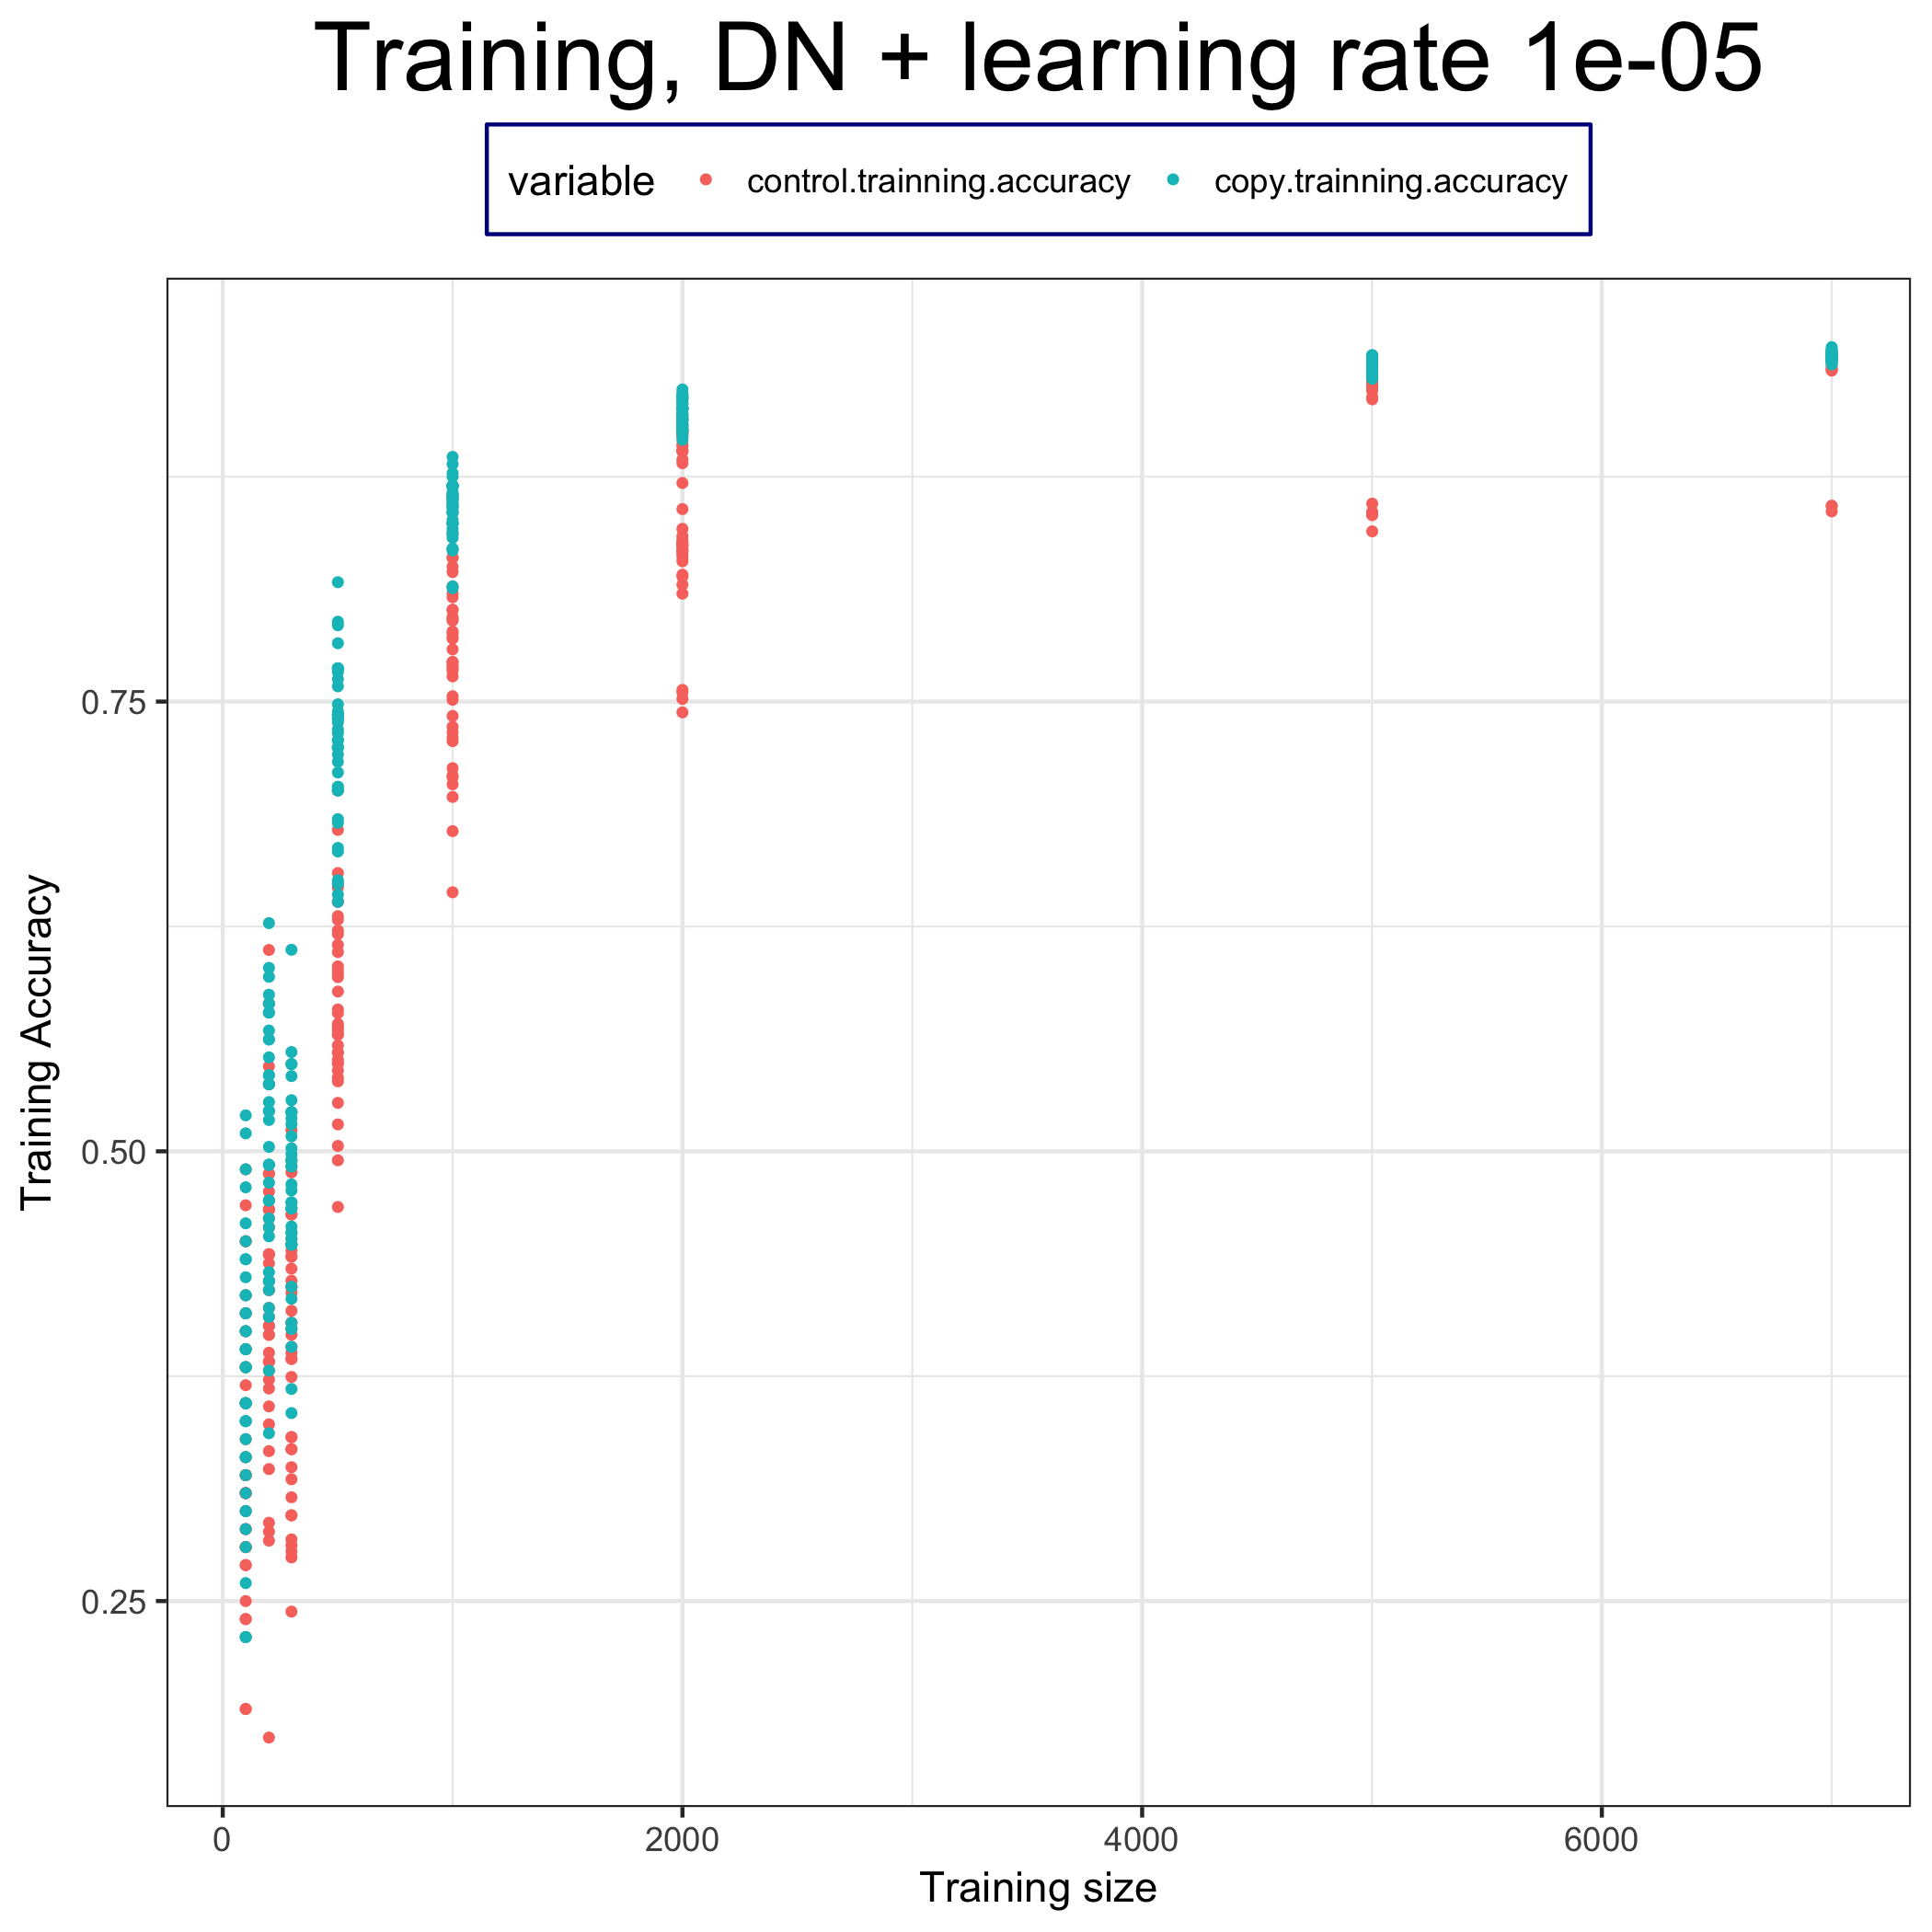 Training, DN + learning rate 1e-05
variable control.trainning.accuracy copy.trainning.accuracy
Training Accuracy
0.75
0.50
0.25
0 2000 4000 6000
Training size